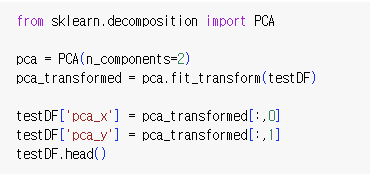 from sklearn.decomposition import PCA
pca = PCA(n_components=2)
pca_transformed = pca.fit_transform(testDF)
testDF['pca_x'] = pca_transformed[:,0]
testDF['pca_y'] = pca_transformed[:,1]
testDF.head()